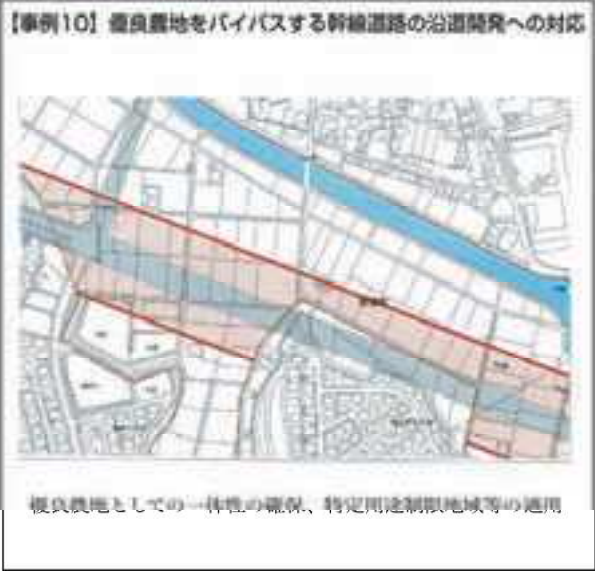 【事例10】優良農地をバイパスする幹線道路の沿道開発への対応
優良農地としての一体性の確保、特定用途制限地域等の適用